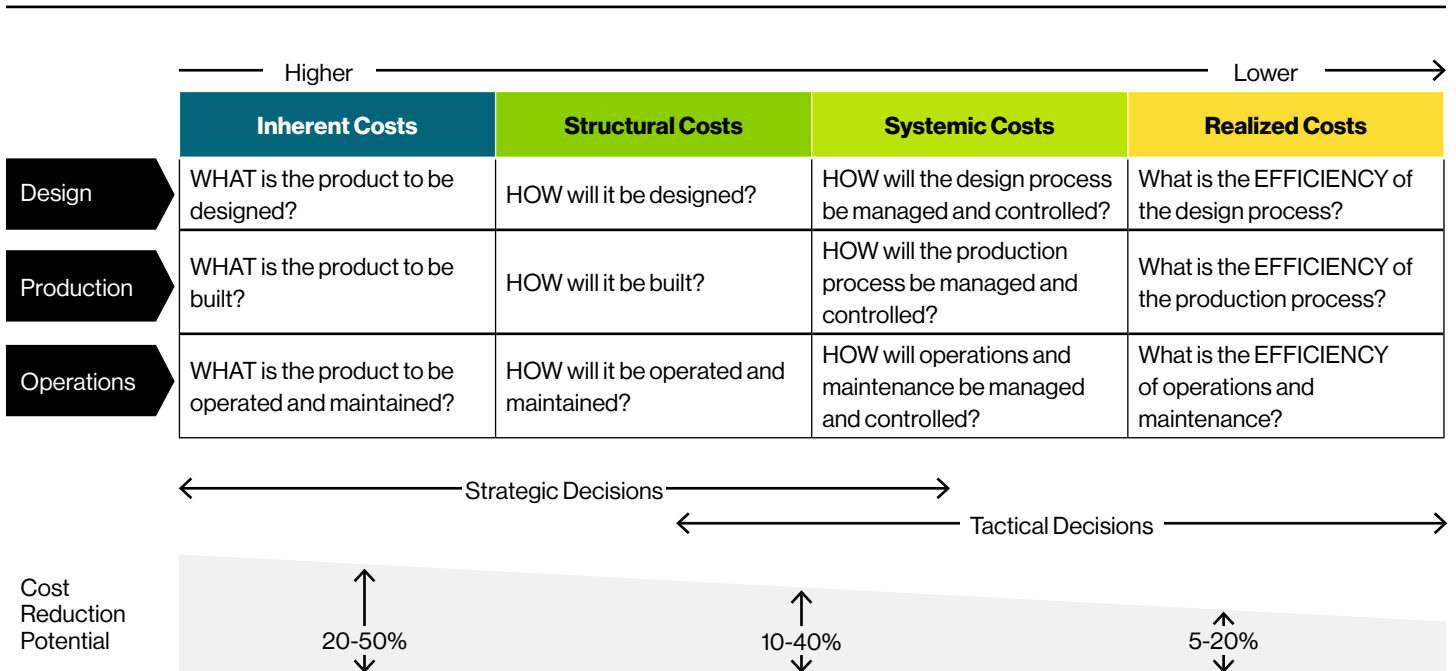 Higher Lower
Inherent Costs Structural Costs Systemic Costs Realized Costs
Design
WHAT is the product to be
designed?
HOW will it be designed?
HOW will the design process
be managed and controlled?
What is the EFFICIENCY of
the design process?
Production
WHAT is the product to be
built?
HOW will it be built?
HOW will the production
process be managed and
controlled?
What is the EFFICIENCY of
the production process?
Operations
WHAT is the product to be
operated and maintained?
HOW will it be operated and
maintained?
HOW will operations and
maintenance be managed
and controlled?
What is the EFFICIENCY
of operations and
maintenance?
Strategic Decisions
Tactical Decisions
Cost
Reduction
Potential
20-50%
10-40%
5-20%